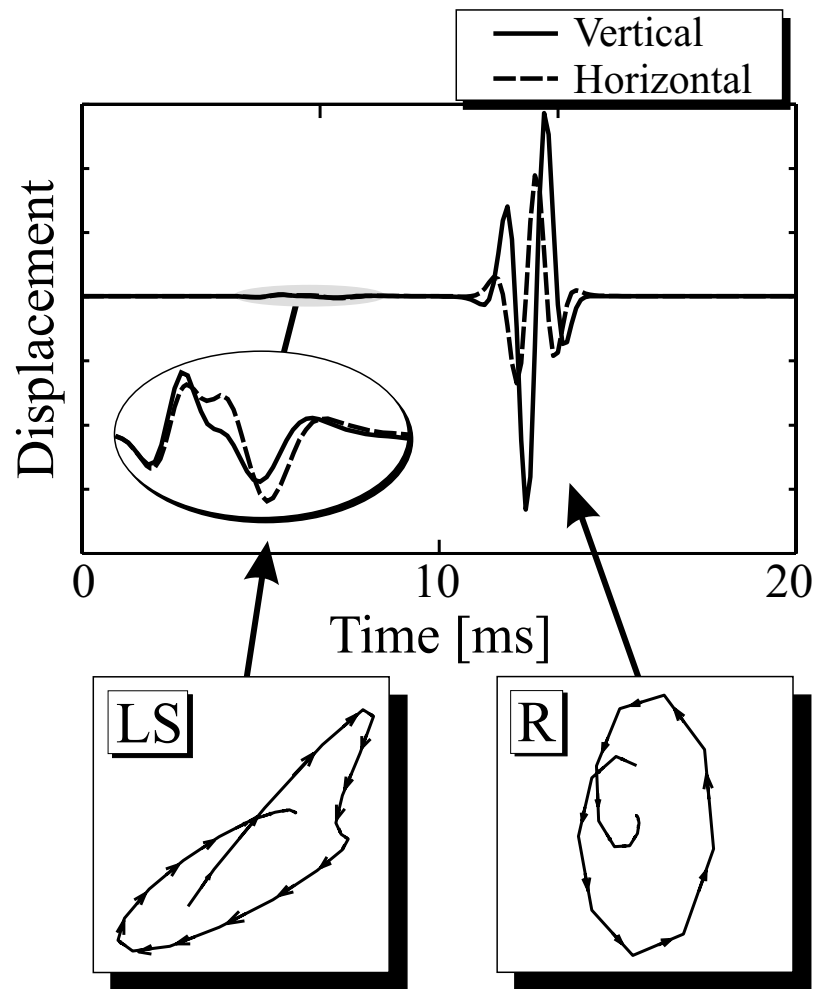 Vertical
Horizontal
Displacement
0 10 20
Time [ms]
LS R